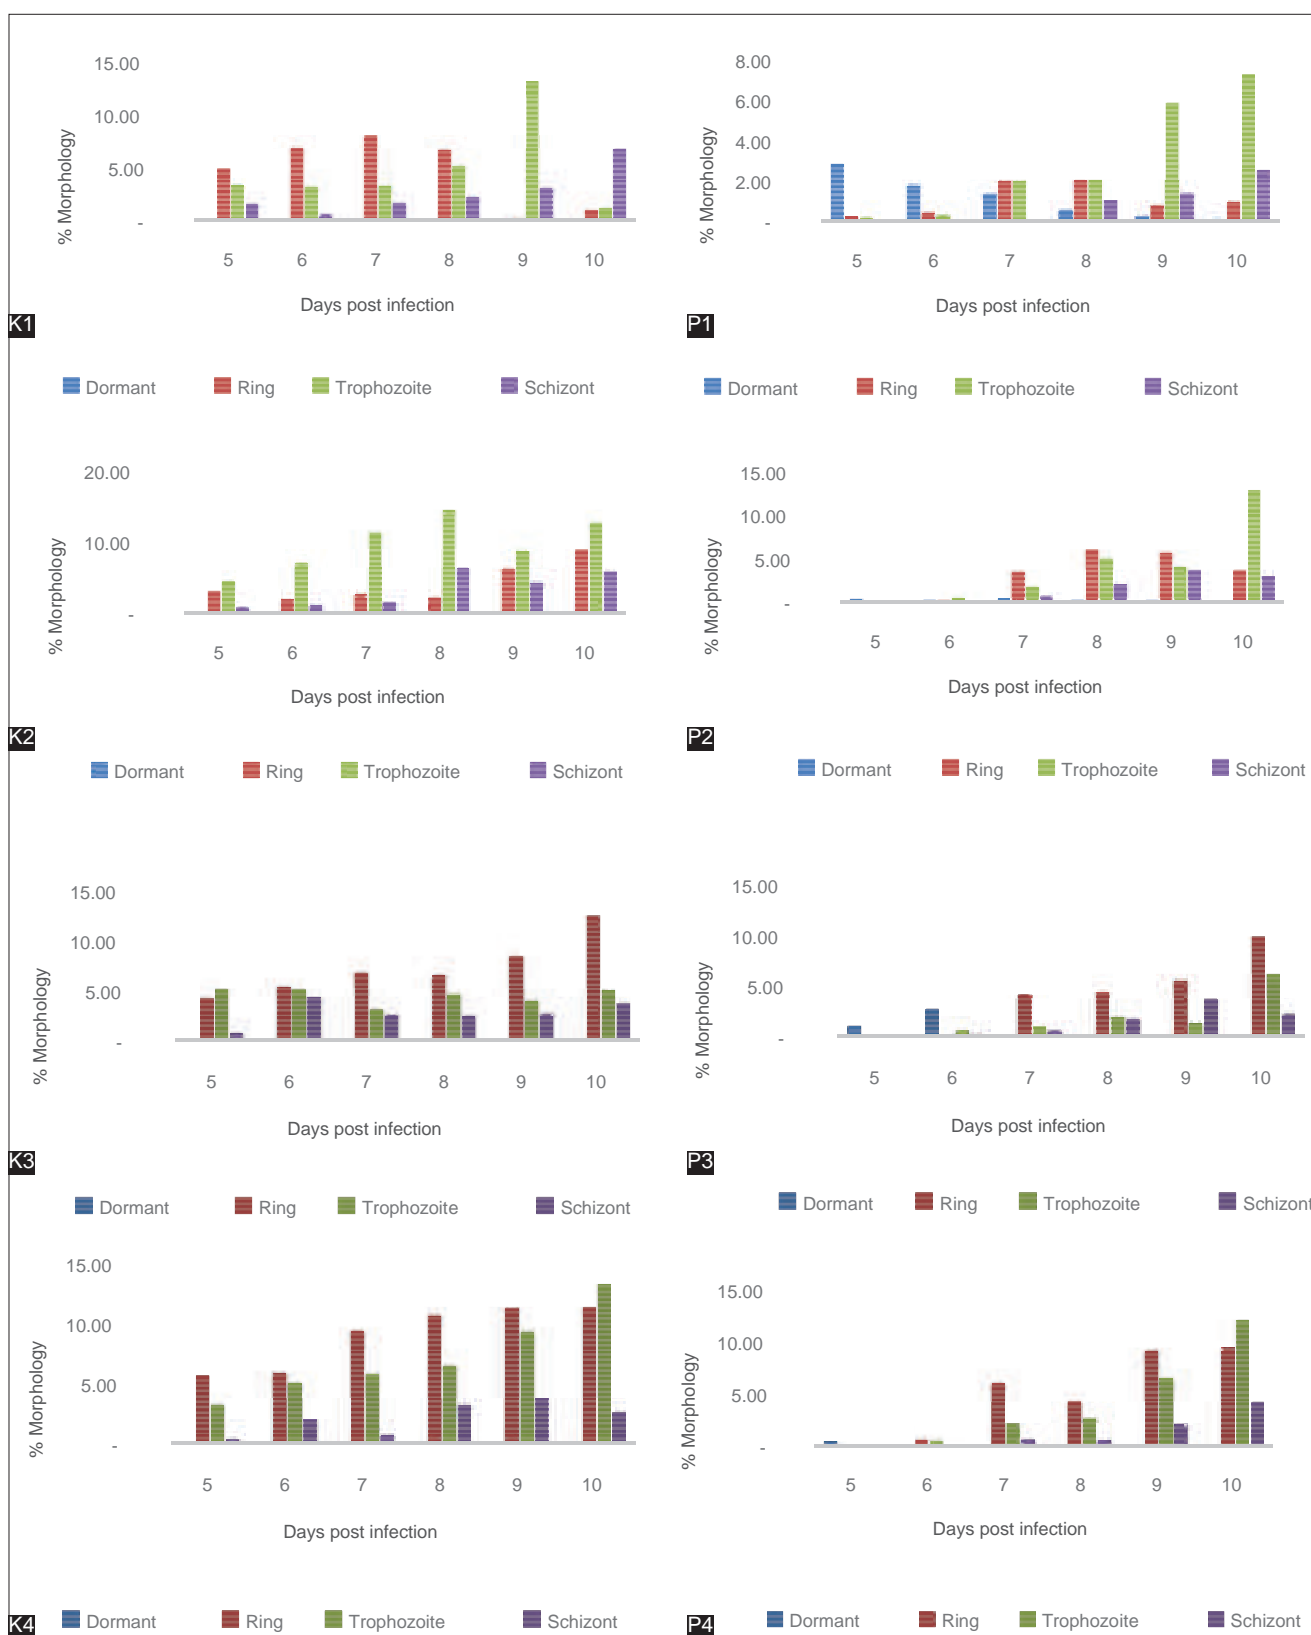 15.00
10.00
5.00
-
% Morphology
5 6 7 8 9 10
Days post infection
K1
Dormant Ring Trophozoite Schizont
8.00
6.00
4.00
2.00
-
% Morphology
5 6 7 8 9 10
Days post infection
P1
Dormant Ring Trophozoite Schizont
20.00
10.00
-
% Morphology
5 6 7 8 9 10
Days post infection
K2
Dormant Ring Trophozoite Schizont
15.00
10.00
5.00
-
% Morphology
5 6 7 8 9 10
Days post infection
P2
Dormant Ring Trophozoite Schizont
15.00
10.00
5.00
-
% Morphology
5 6 7 8 9 10
Days post infection
K3
Dormant Ring Trophozoite Schizont
15.00
10.00
5.00
-
% Morphology
5 6 7 8 9 10
Days post infection
P3
Dormant Ring Trophozoite Schizont
15.00
10.00
5.00
-
% Morphology
5 6 7 8 9 10
Days post infection
K4
Dormant Ring Trophozoite Schizont
15.00
10.00
5.00
-
% Morphology
5 6 7 8 9 10
Days post infection
P4
Dormant Ring Trophozoite Schizont